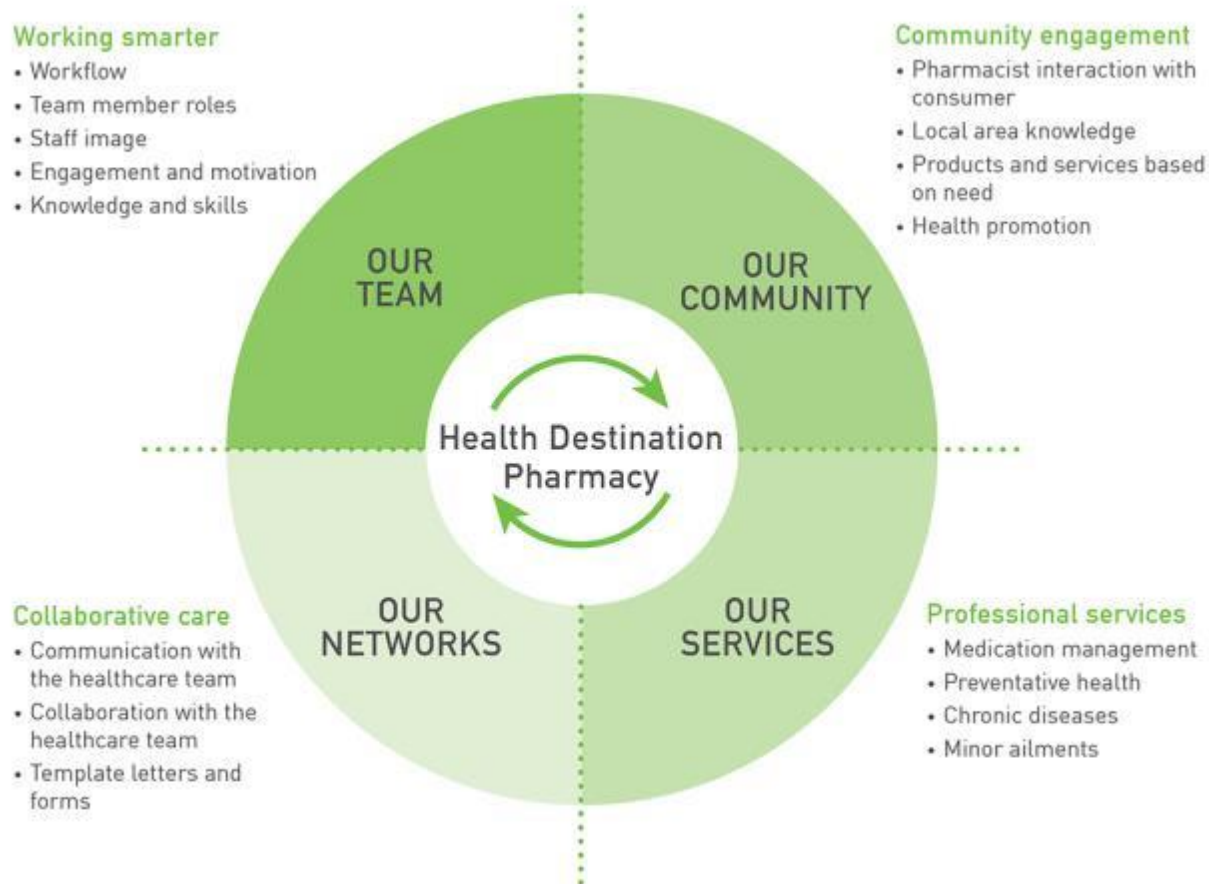 Working smarter
• Workflow
• Team member roles
• Staff image
• Engagement and motivation
• Knowledge and skills
Community engagement
• Pharmacist interaction with
consumer
• Local area knowledge
• Products and services based
on need
• Health promotion
OUR
TEAM
OUR
COMMUNITY
Health Destination
Pharmacy
OUR
NETWORKS
OUR
SERVICES
Collaborative care
• Communication with
the healthcare team
• Collaboration with the
healthcare team
• Template letters and
forms
Professional services
• Medication management
• Preventative health
• Chronic diseases
• Minor ailments